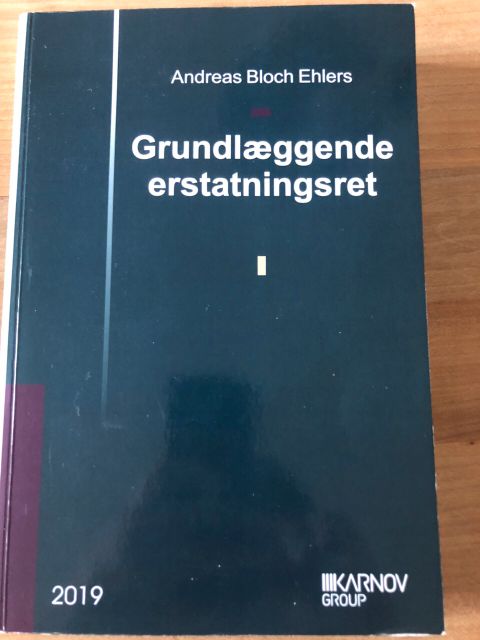 Andreas Bloch Ehlers
Grundlæggende
erstatningsret
2019
KARNOV
GROUP